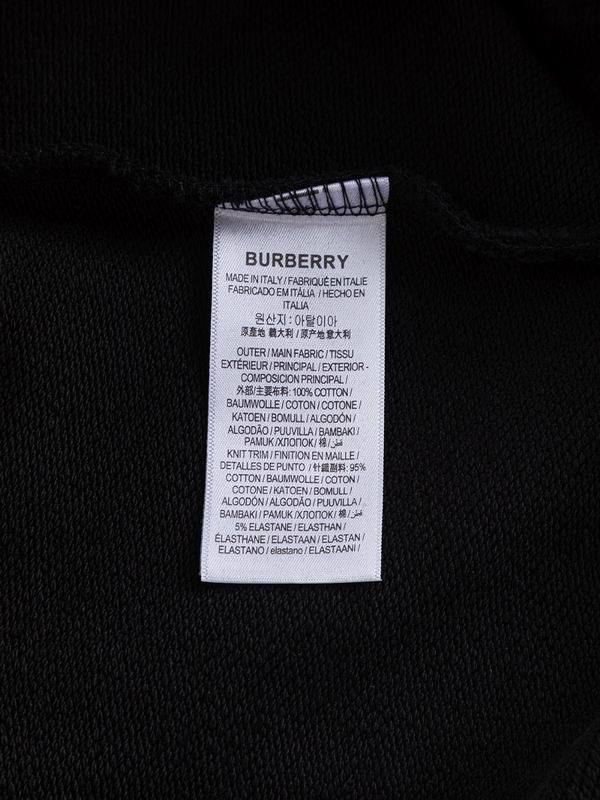 BURBERRY
MADE IN ITALY / FABRIQUÉ EN ITALIE
FABRICADO EM ITÁLIA / HECHO EN
ITALIA
원산지 : 아탈이아
原產地 義大利 / 原产地 意大利
OUTER / MAIN FABRIC / TISSU
EXTÉRIEUR / PRINCIPAL / EXTERIOR -
COMPOSICION PRINCIPAL /
外部/主要布料: 100% COTTON /
BAUMWOLLE / COTON / COTONE /
KATOEN / BOMULL / ALGODÓN /
ALGODÃO / PUUVILLA / BAMBAKI /
PAMUK /ХЛОПОК / 棉 / قطن
KNIT TRIM / FINITION EN MAILLE /
DETALLES DE PUNTO / 針織副料: 95%
COTTON / BAUMWOLLE / COTON /
COTONE / KATOEN / BOMULL /
ALGODÓN / ALGODÃO / PUUVILLA /
BAMBAKI / PAMUK /ХЛОПОК / 棉 / قطن
5% ELASTANE / ELASTHAN /
ÉLASTHANE / ELASTAAN / ELASTAN /
ELASTANO / elastano / ELASTAANI /